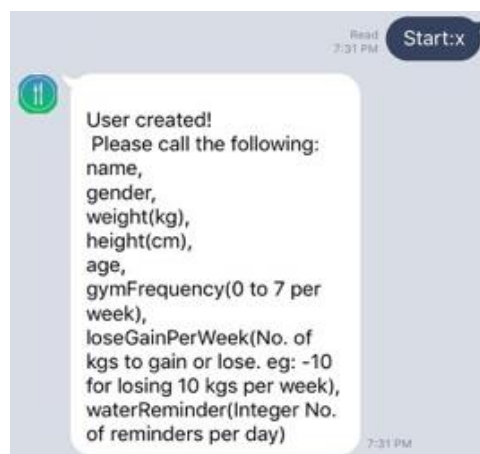 Start:x
Read
7:31 PM
User created!
Please call the following:
name,
gender,
weight(kg),
height(cm),
age,
gymFrequency(0 to 7 per
week),
loseGainPerWeek(No. of
kgs to gain or lose. eg: -10
for losing 10 kgs per week),
waterReminder(Integer No.
of reminders per day)
7:31 PM